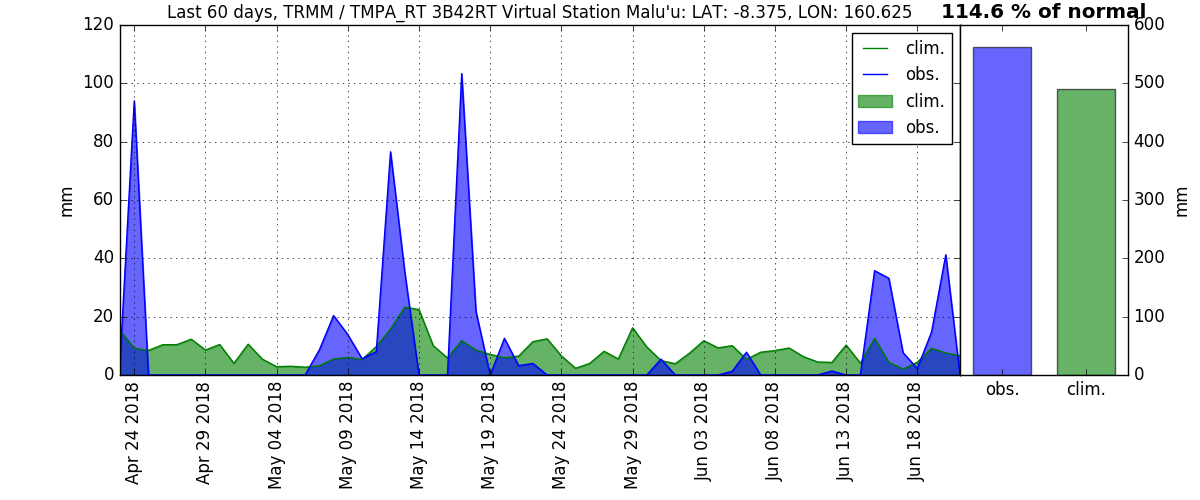 Last 60 days, TRMM / TMPA_RT 3B42RT Virtual Station Malu'u: LAT: -8.375, LON: 160.625
114.6 % of normal
120
100
80
60
40
20
0
mm
clim.
obs.
clim.
obs.
600
500
400
300
200
100
0
mm
Apr 24 2018
Apr 29 2018
May 04 2018
May 09 2018
May 14 2018
May 19 2018
May 24 2018
May 29 2018
Jun 03 2018
Jun 08 2018
Jun 13 2018
Jun 18 2018
obs.
clim.